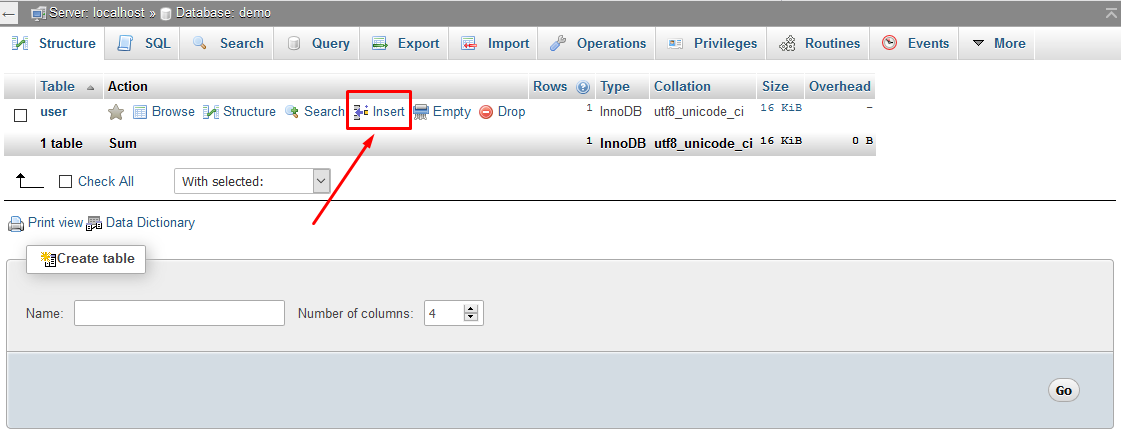 Server: localhost » Database: demo
Structure SQL Search Query Export Import Operations Privileges Routines Events More
Table Action Rows Type Collation Size Overhead
user Browse Structure Search Insert Empty Drop 1 InnoDB utf8_unicode_ci 16 KiB –
1 table Sum 1 InnoDB utf8_unicode_ci 16 KiB 0 B
Check All With selected:
Print view Data Dictionary
Create table
Name: Number of columns: 4
Go